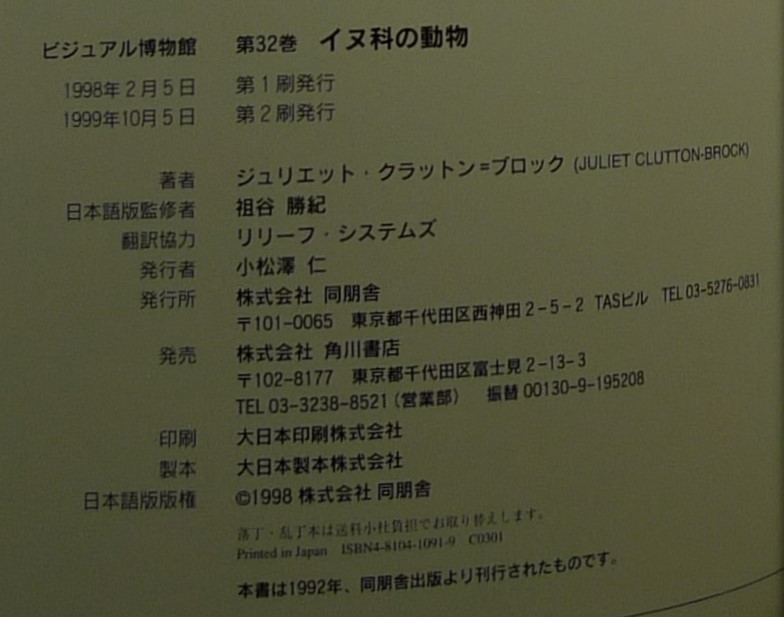 ビジュアル博物館 第32巻 イヌ科の動物
1998年2月5日 第1刷発行
1999年10月5日 第2刷発行
著者 ジュリエット・クラットン=ブロック (JULIET CLUTTON-BROCK)
日本語版監修者 祖谷 勝紀
翻訳協力 リリーフ・システムズ
発行者 小松澤 仁
発行所 株式会社 同朋舎
〒101-0065 東京都千代田区西神田2-5-2 TASビル TEL 03-5276-0831
発売 株式会社 角川書店
〒102-8177 東京都千代田区富士見2-13-3
TEL 03-3238-8521(営業部) 振替 00130-9-195208
印刷 大日本印刷株式会社
製本 大日本製本株式会社
日本語版版権 ©1998 株式会社 同朋舎
落丁・乱丁本は送料小社負担でお取り替えします。
Printed in Japan ISBN4-8104-1091-9 C0301
本書は1992年、同朋舎出版より刊行されたものです。